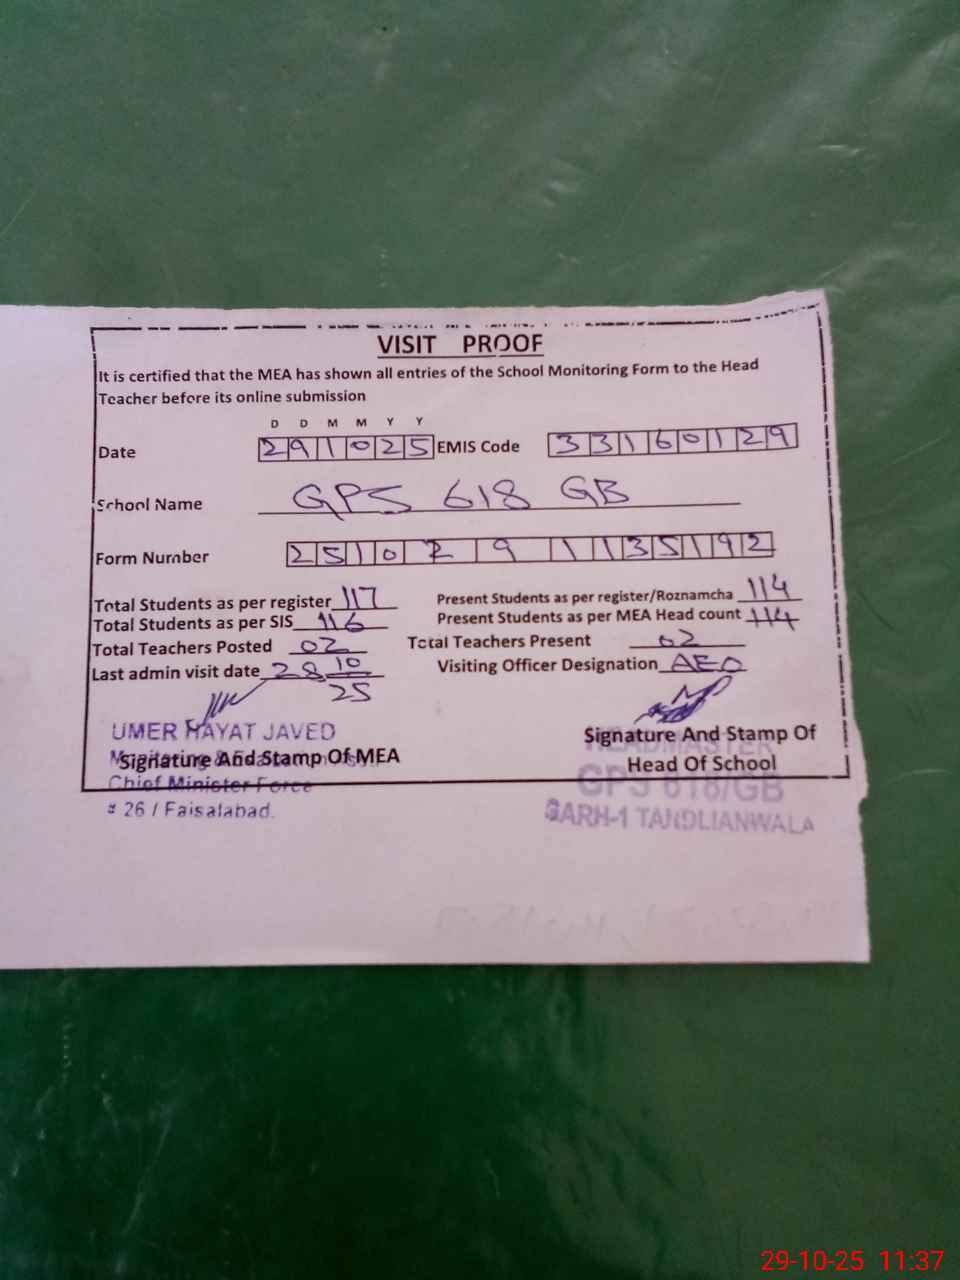 VISIT PROOF
It is certified that the MEA has shown all entries of the School Monitoring Form to the Head
Teacher before its online submission
D D M M Y Y
Date 291025 EMIS Code 33160129
School Name GPS 618 GB
Form Number 2510291135192
Total Students as per register 117 Present Students as per register/Roznamcha 114
Total Students as per SIS 116 Present Students as per MEA Head count 114
Total Teachers Posted 02 Total Teachers Present 02
Last admin visit date 28 10 25 Visiting Officer Designation AEO
UMER HAYAT JAVED
Signature And Stamp Of MEA
Chief Minister Force
# 26 / Faisalabad.
Signature And Stamp Of
HEADMASTER
Head Of School
GPS 618/GB
GARH-1 TANDLIANWALA
29-10-25 11:37